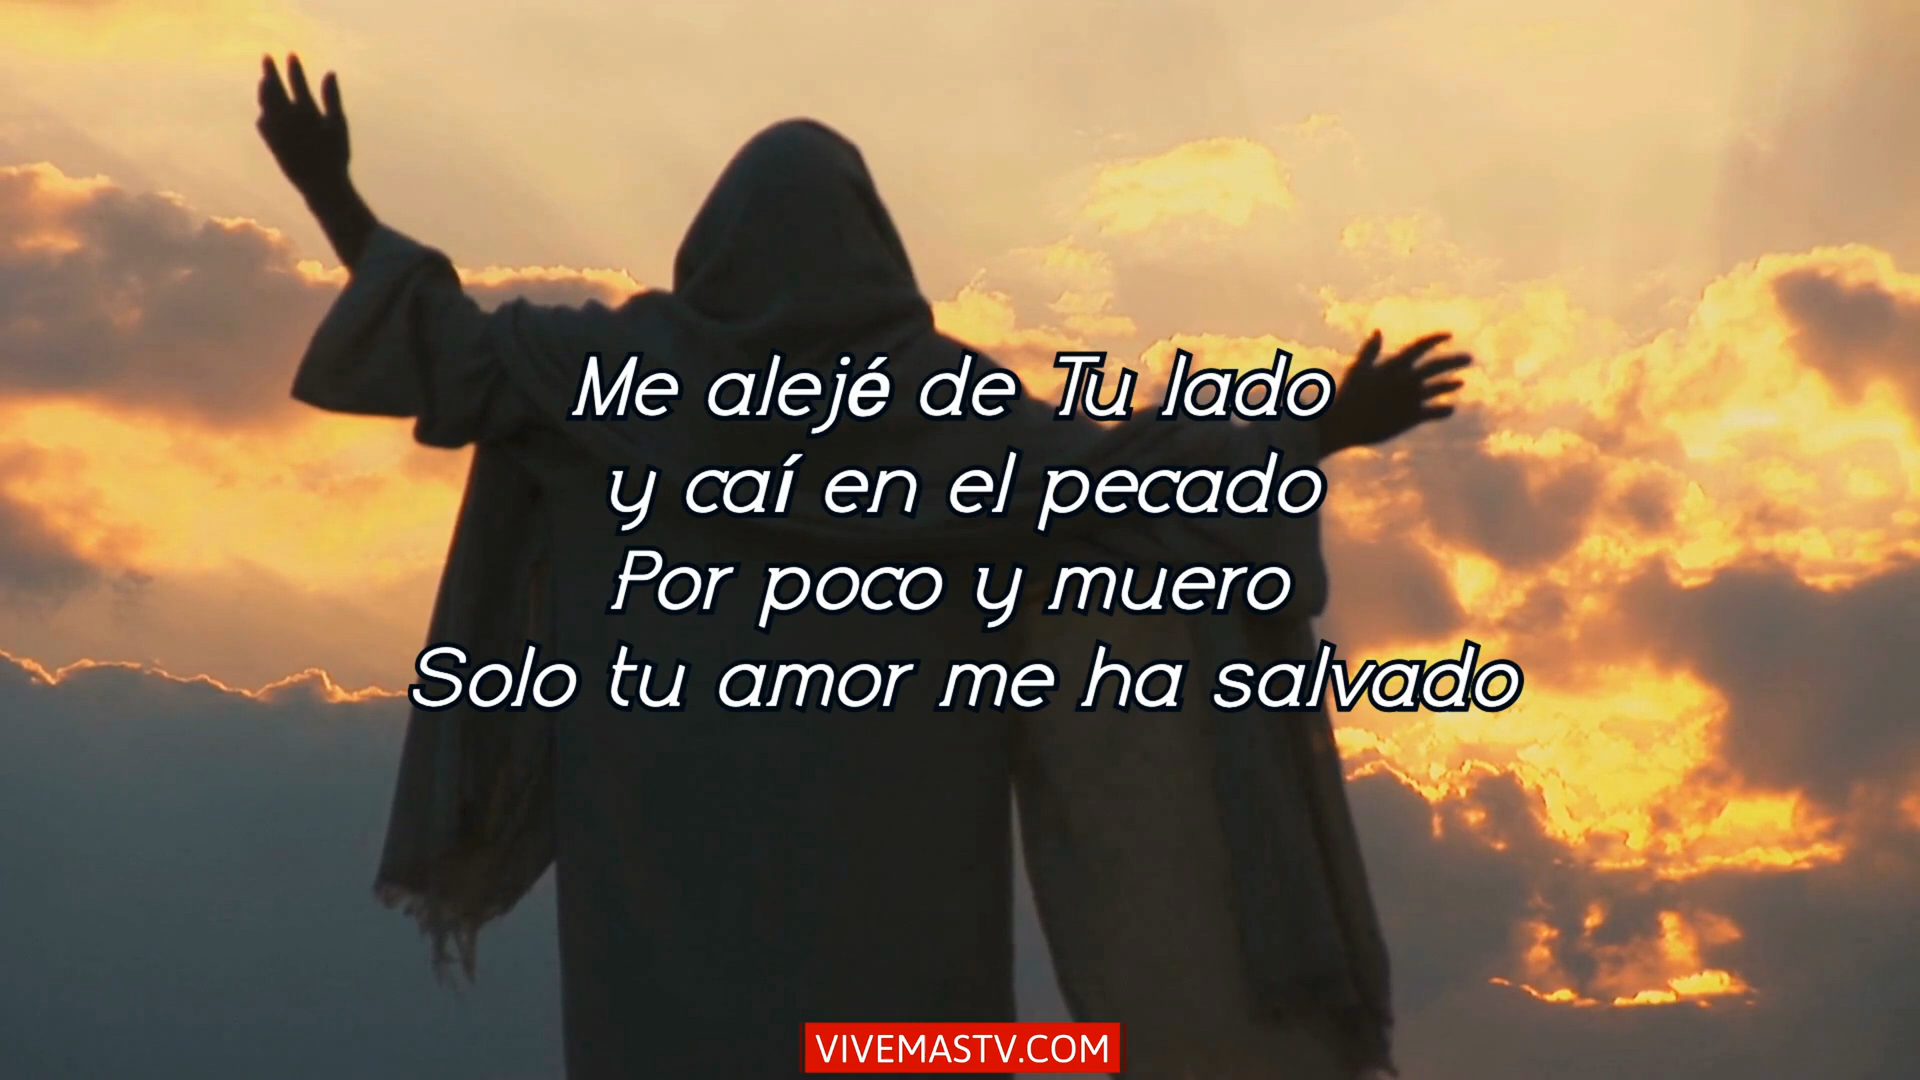 Me alejé de Tu lado
y caí en el pecado
Por poco y muero
Solo tu amor me ha salvado
VIVEMASTV.COM